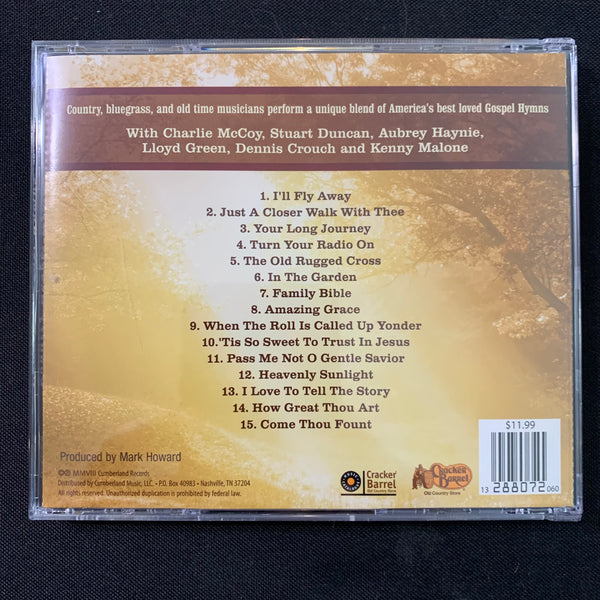 Country, bluegrass, and old time musicians perform a unique blend of America's best loved Gospel Hymns
With Charlie McCoy, Stuart Duncan, Aubrey Haynie,
Lloyd Green, Dennis Crouch and Kenny Malone
1. I'll Fly Away
2. Just A Closer Walk With Thee
3. Your Long Journey
4. Turn Your Radio On
5. The Old Rugged Cross
6. In The Garden
7. Family Bible
8. Amazing Grace
9. When The Roll Is Called Up Yonder
10.'Tis So Sweet To Trust In Jesus
11. Pass Me Not O Gentle Savior
12. Heavenly Sunlight
13. I Love To Tell The Story
14. How Great Thou Art
15. Come Thou Fount
$11.99
Produced by Mark Howard
©℗ MMVIII Cumberland Records
Distributed by Cumberland Music, LLC. • P.O. Box 40983 • Nashville, TN 37204
All rights reserved. Unauthorized duplication is prohibited by federal law.
Cracker Barrel
Old Country Store
Cracker Barrel
Old Country Store
13 288072 060